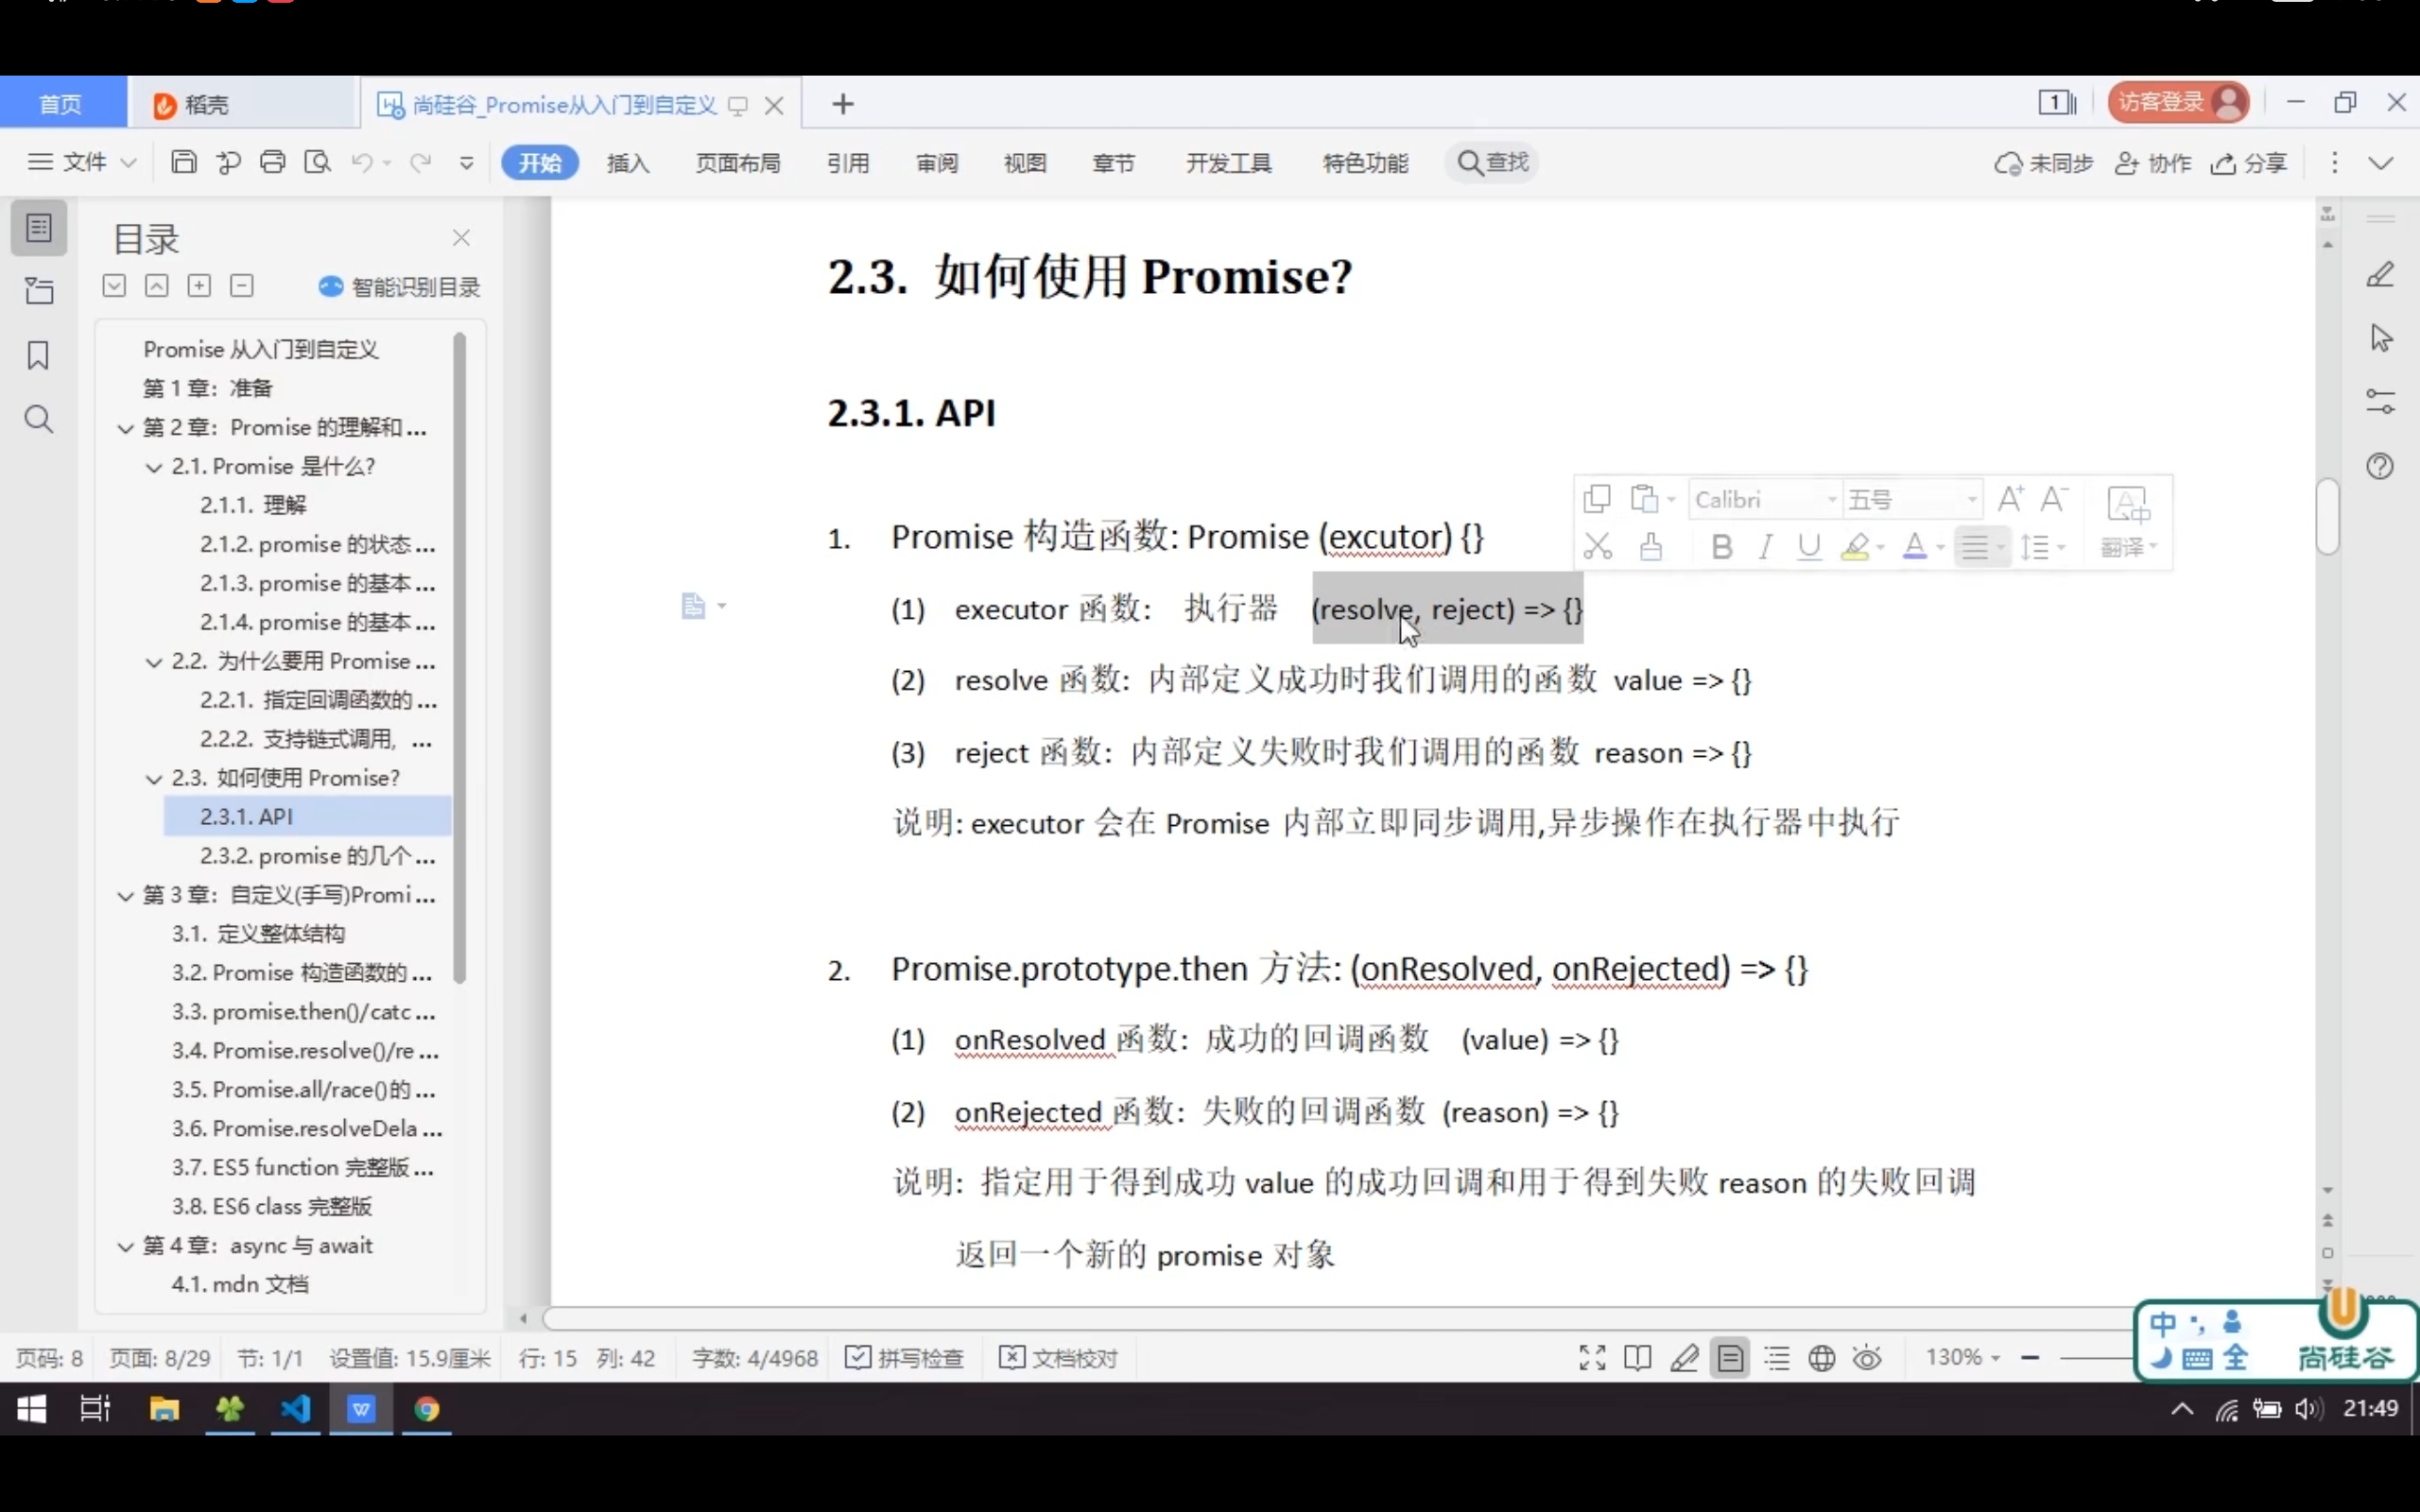 首页
稻壳
尚硅谷_Promise从入门到自定义
1
访客登录
文件
开始
插入
页面布局
引用
审阅
视图
章节
开发工具
特色功能
查找
未同步
协作
分享
目录
智能识别目录
Promise 从入门到自定义
第 1 章：准备
第 2 章：Promise 的理解和 ...
2.1. Promise 是什么?
2.1.1. 理解
2.1.2. promise 的状态 ...
2.1.3. promise 的基本 ...
2.1.4. promise 的基本 ...
2.2. 为什么要用 Promise ...
2.2.1. 指定回调函数的 ...
2.2.2. 支持链式调用, ...
2.3. 如何使用 Promise?
2.3.1. API
2.3.2. promise 的几个 ...
第 3 章：自定义(手写)Promi ...
3.1. 定义整体结构
3.2. Promise 构造函数的 ...
3.3. promise.then()/catc ...
3.4. Promise.resolve()/re ...
3.5. Promise.all/race()的 ...
3.6. Promise.resolveDela ...
3.7. ES5 function 完整版 ...
3.8. ES6 class 完整版
第 4 章：async 与 await
4.1. mdn 文档
2.3. 如何使用 Promise?
2.3.1. API
Calibri
五号
翻译
1. Promise 构造函数: Promise (excutor) {}
(1) executor 函数: 执行器 (resolve, reject) => {}
(2) resolve 函数: 内部定义成功时我们调用的函数 value => {}
(3) reject 函数: 内部定义失败时我们调用的函数 reason => {}
说明: executor 会在 Promise 内部立即同步调用,异步操作在执行器中执行
2. Promise.prototype.then 方法: (onResolved, onRejected) => {}
(1) onResolved 函数: 成功的回调函数 (value) => {}
(2) onRejected 函数: 失败的回调函数 (reason) => {}
说明: 指定用于得到成功 value 的成功回调和用于得到失败 reason 的失败回调
返回一个新的 promise 对象
页码: 8
页面: 8/29
节: 1/1
设置值: 15.9厘米
行: 15
列: 42
字数: 4/4968
拼写检查
文档校对
130%
中
全
尚硅谷
21:49